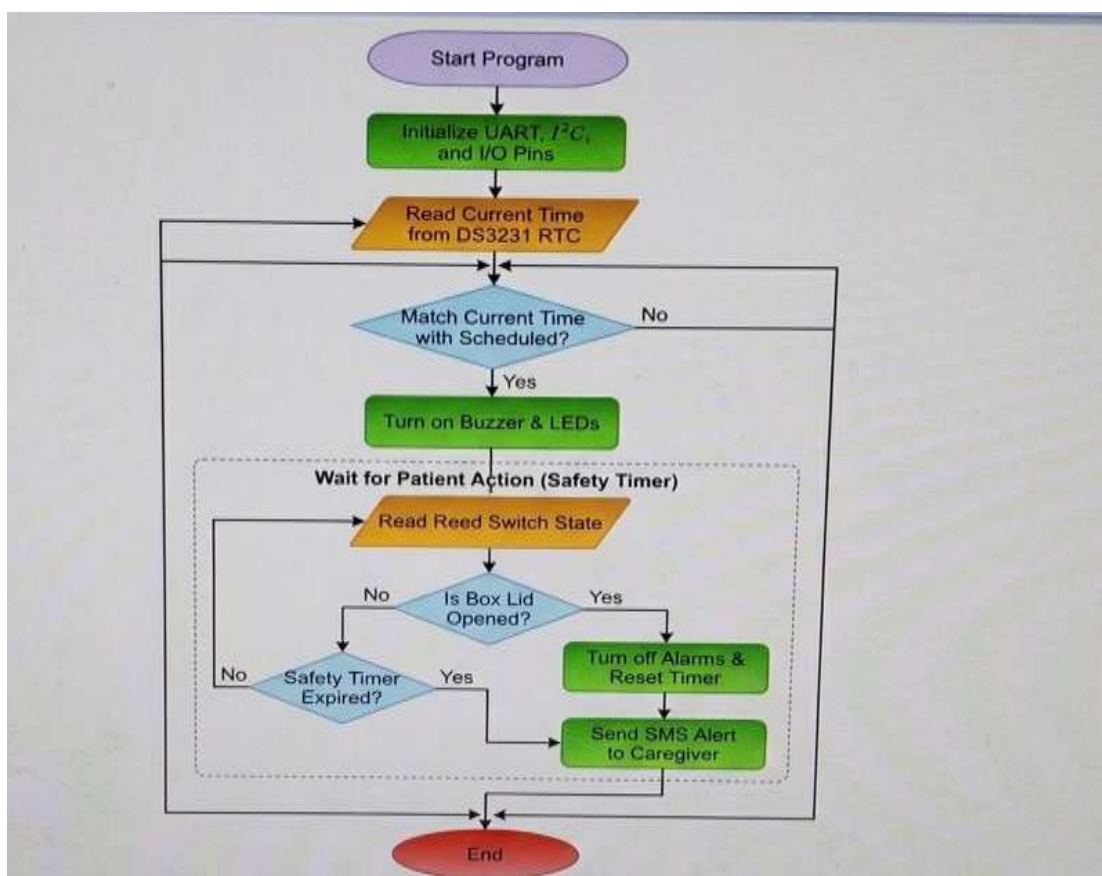 Start Program
Initialize UART, I²C,
and I/O Pins
Read Current Time
from DS3231 RTC
Match Current Time
with Scheduled?
No
Yes
Turn on Buzzer & LEDs
Wait for Patient Action (Safety Timer)
Read Reed Switch State
No
Is Box Lid
Opened?
Yes
No
Safety Timer
Expired?
Yes
Turn off Alarms &
Reset Timer
Send SMS Alert
to Caregiver
End